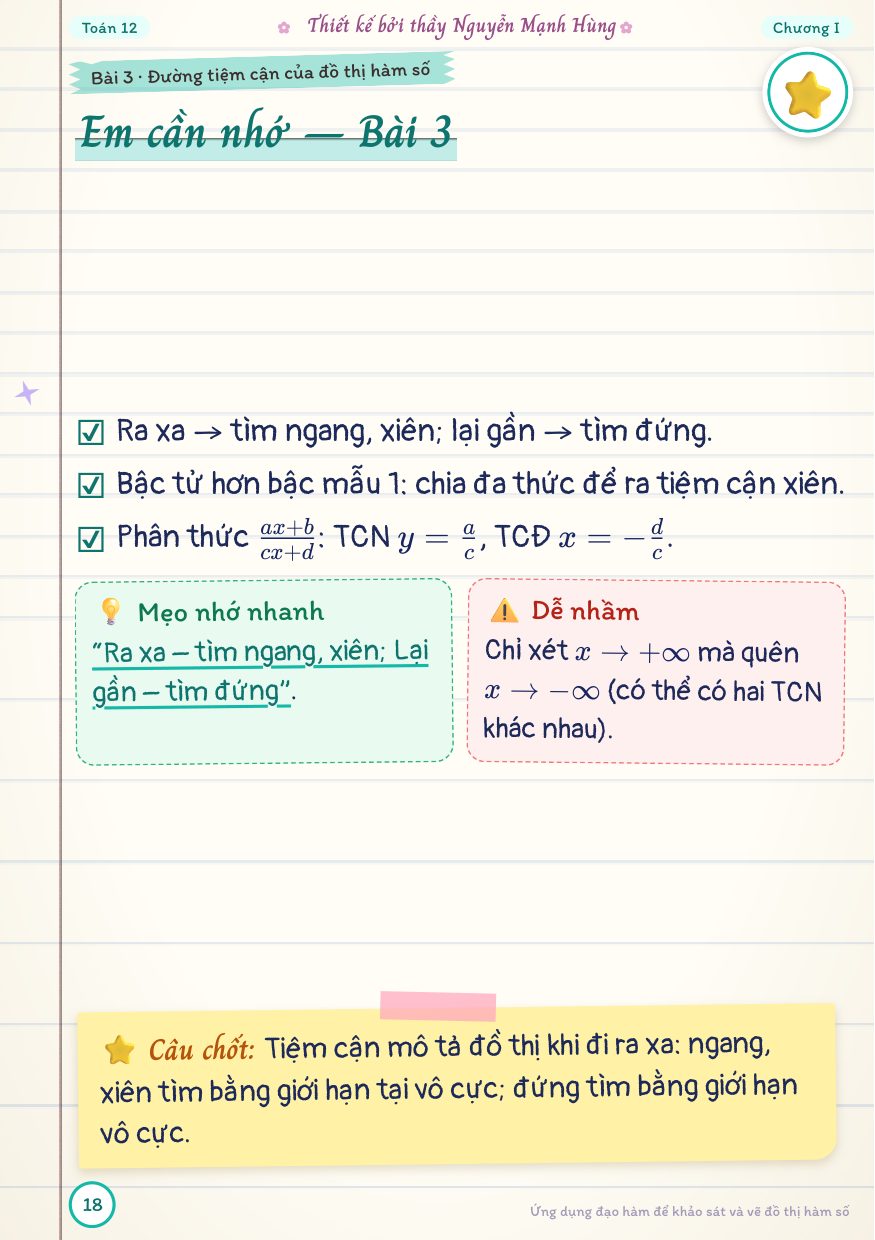 Toán 12
Thiết kế bởi thầy Nguyễn Mạnh Hùng
Chương I
Bài 3 · Đường tiệm cận của đồ thị hàm số
Em cần nhớ — Bài 3
Ra xa → tìm ngang, xiên; lại gần → tìm đứng.
Bậc tử hơn bậc mẫu 1: chia đa thức để ra tiệm cận xiên.
Phân thức \frac{ax+b}{cx+d}: TCN y = \frac{a}{c}, TCĐ x = −\frac{d}{c}.
Mẹo nhớ nhanh
“Ra xa – tìm ngang, xiên; Lại
gần – tìm đứng”.
Dễ nhầm
Chỉ xét x → +∞ mà quên
x → −∞ (có thể có hai TCN
khác nhau).
Câu chốt: Tiệm cận mô tả đồ thị khi đi ra xa: ngang,
xiên tìm bằng giới hạn tại vô cực; đứng tìm bằng giới hạn
vô cực.
18
Ứng dụng đạo hàm để khảo sát và vẽ đồ thị hàm số